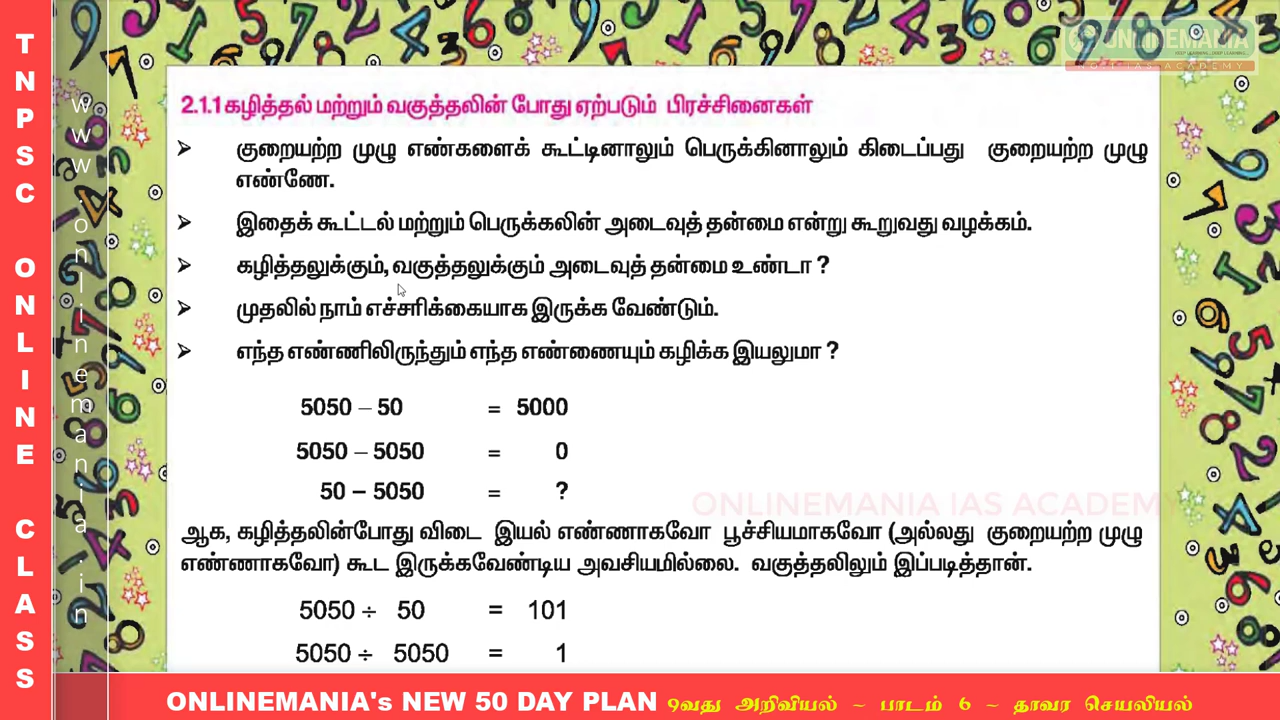 TNPSC ONLINE CLASS
www.onlinemania.in
ONLINEMANIA
NO.1 IAS ACADEMY
2.1.1 கழித்தல் மற்றும் வகுத்தலின் போது ஏற்படும் பிரச்சினைகள்
➢ குறையற்ற முழு எண்களைக் கூட்டினாலும் பெருக்கினாலும் கிடைப்பது குறையற்ற முழு
எண்ணே.
➢ இதைக் கூட்டல் மற்றும் பெருக்கலின் அடைவுத் தன்மை என்று கூறுவது வழக்கம்.
➢ கழித்தலுக்கும், வகுத்தலுக்கும் அடைவுத் தன்மை உண்டா ?
➢ முதலில் நாம் எச்சரிக்கையாக இருக்க வேண்டும்.
➢ எந்த எண்ணிலிருந்தும் எந்த எண்ணையும் கழிக்க இயலுமா ?
5050 – 50 = 5000
5050 – 5050 = 0
50 – 5050 = ?
ONLINEMANIA IAS ACADEMY
ஆக, கழித்தலின்போது விடை இயல் எண்ணாகவோ பூச்சியமாகவோ (அல்லது குறையற்ற முழு
எண்ணாகவோ) கூட இருக்கவேண்டிய அவசியமில்லை. வகுத்தலிலும் இப்படித்தான்.
5050 ÷ 50 = 101
5050 ÷ 5050 = 1
ONLINEMANIA's NEW 50 DAY PLAN 9வது அறிவியல் ~ பாடம் 6 ~ தாவர செயலியல்